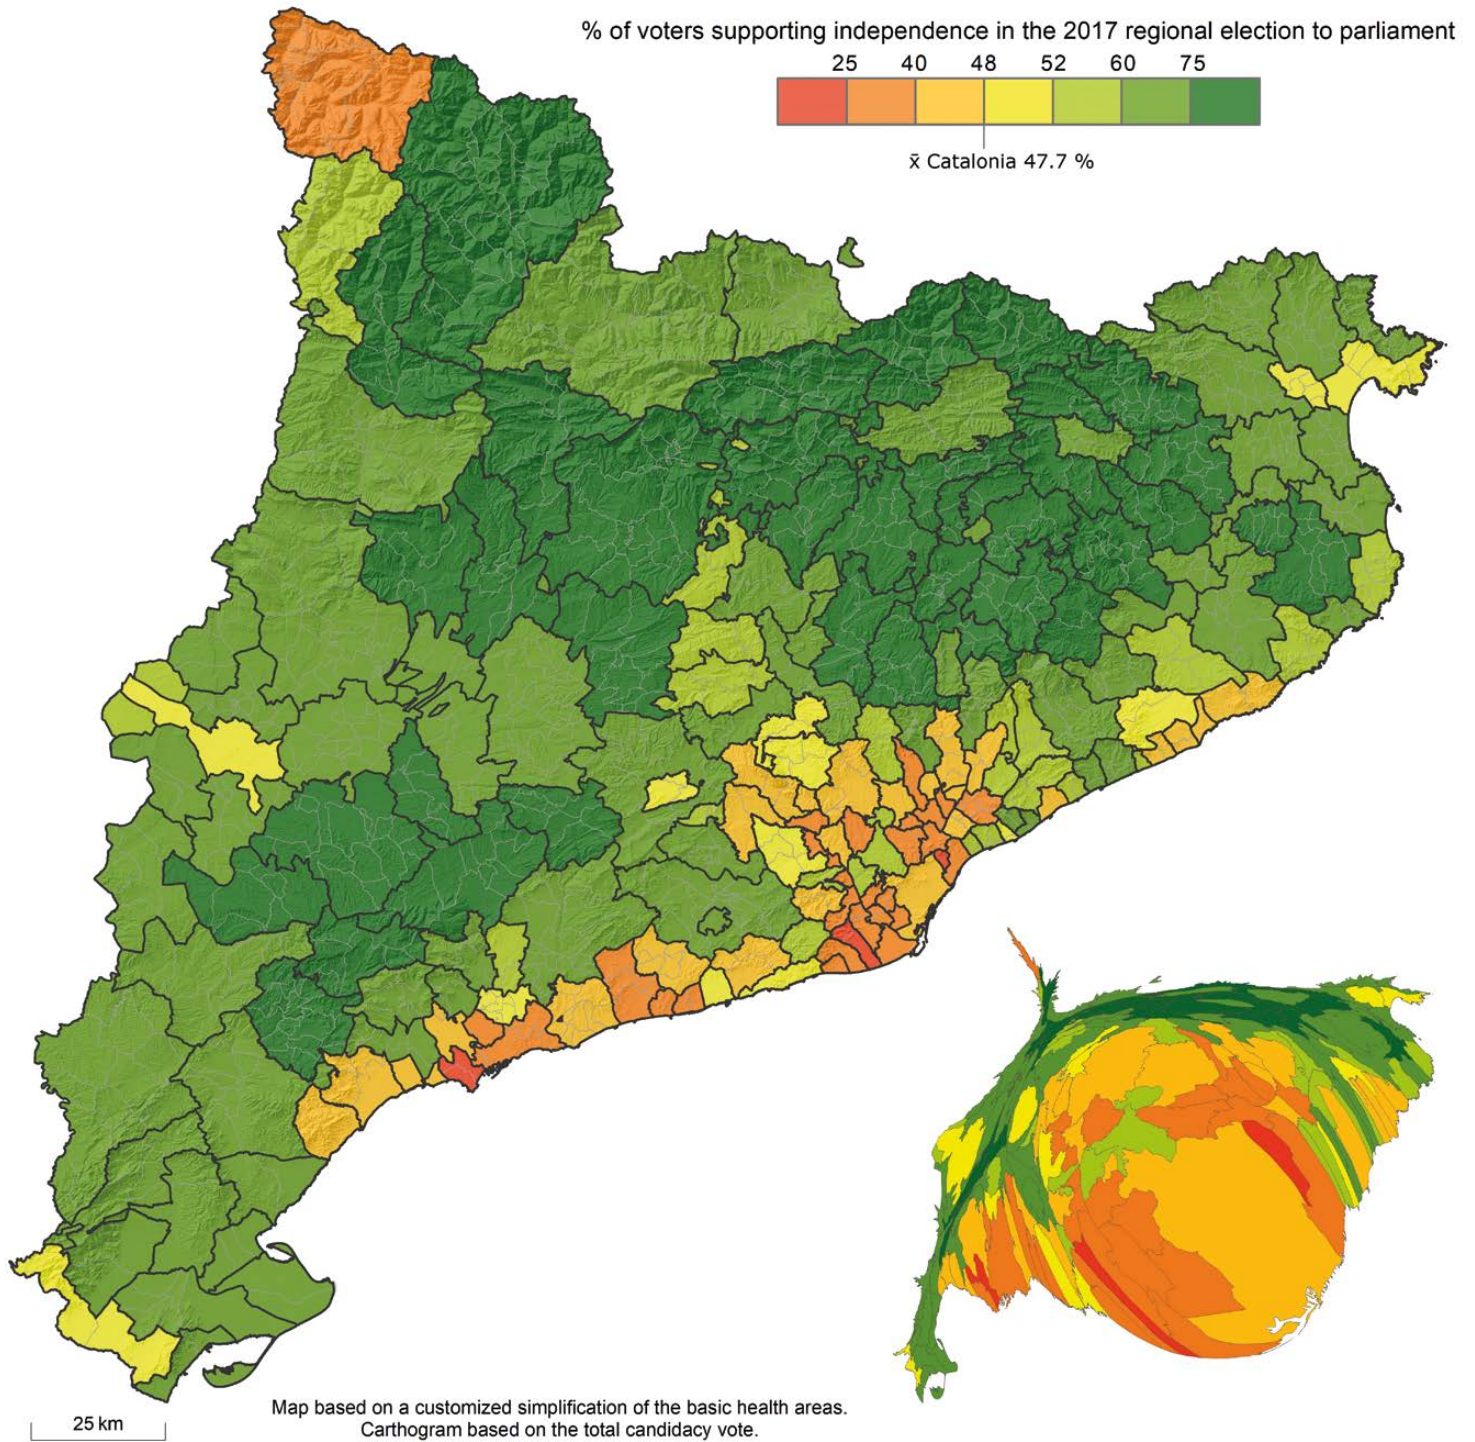 % of voters supporting independence in the 2017 regional election to parliament
25 40 48 52 60 75
x̄ Catalonia 47.7 %
Map based on a customized simplification of the basic health areas.
Carthogram based on the total candidacy vote.
25 km